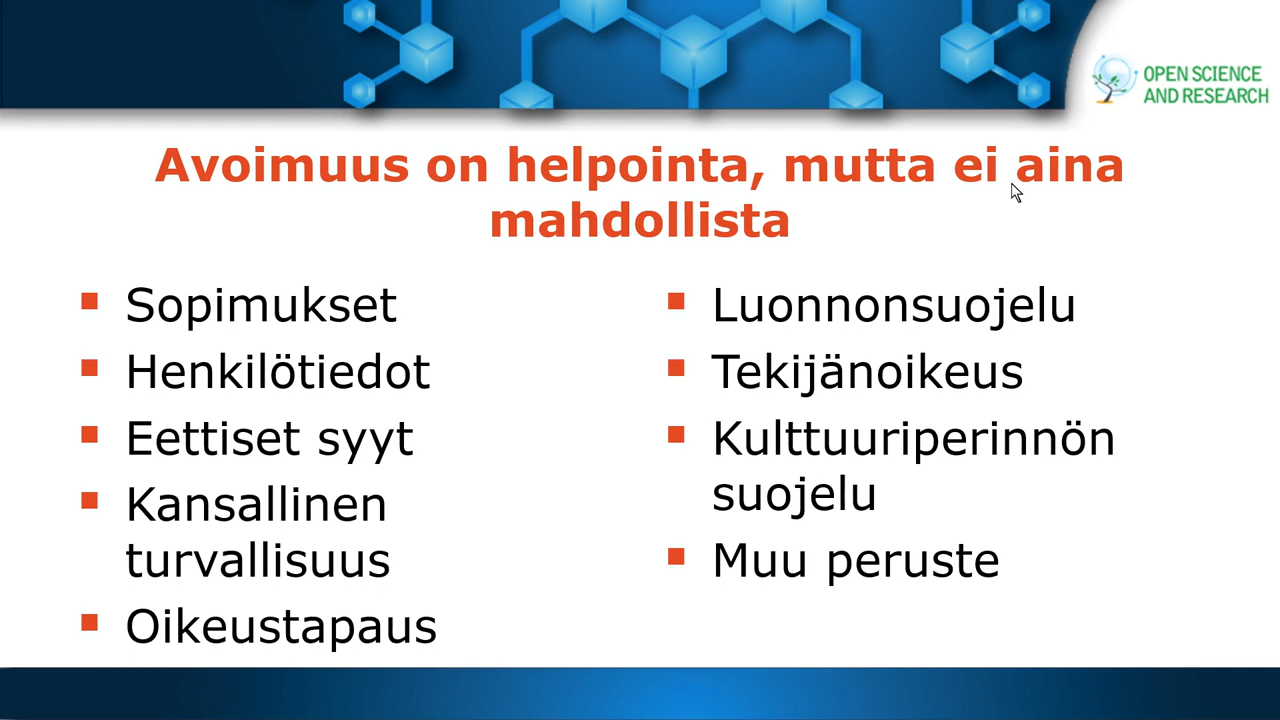 OPEN SCIENCE
AND RESEARCH
Avoimuus on helpointa, mutta ei aina
mahdollista
Sopimukset
Henkilötiedot
Eettiset syyt
Kansallinen
turvallisuus
Oikeustapaus
Luonnonsuojelu
Tekijänoikeus
Kulttuuriperinnön
suojelu
Muu peruste